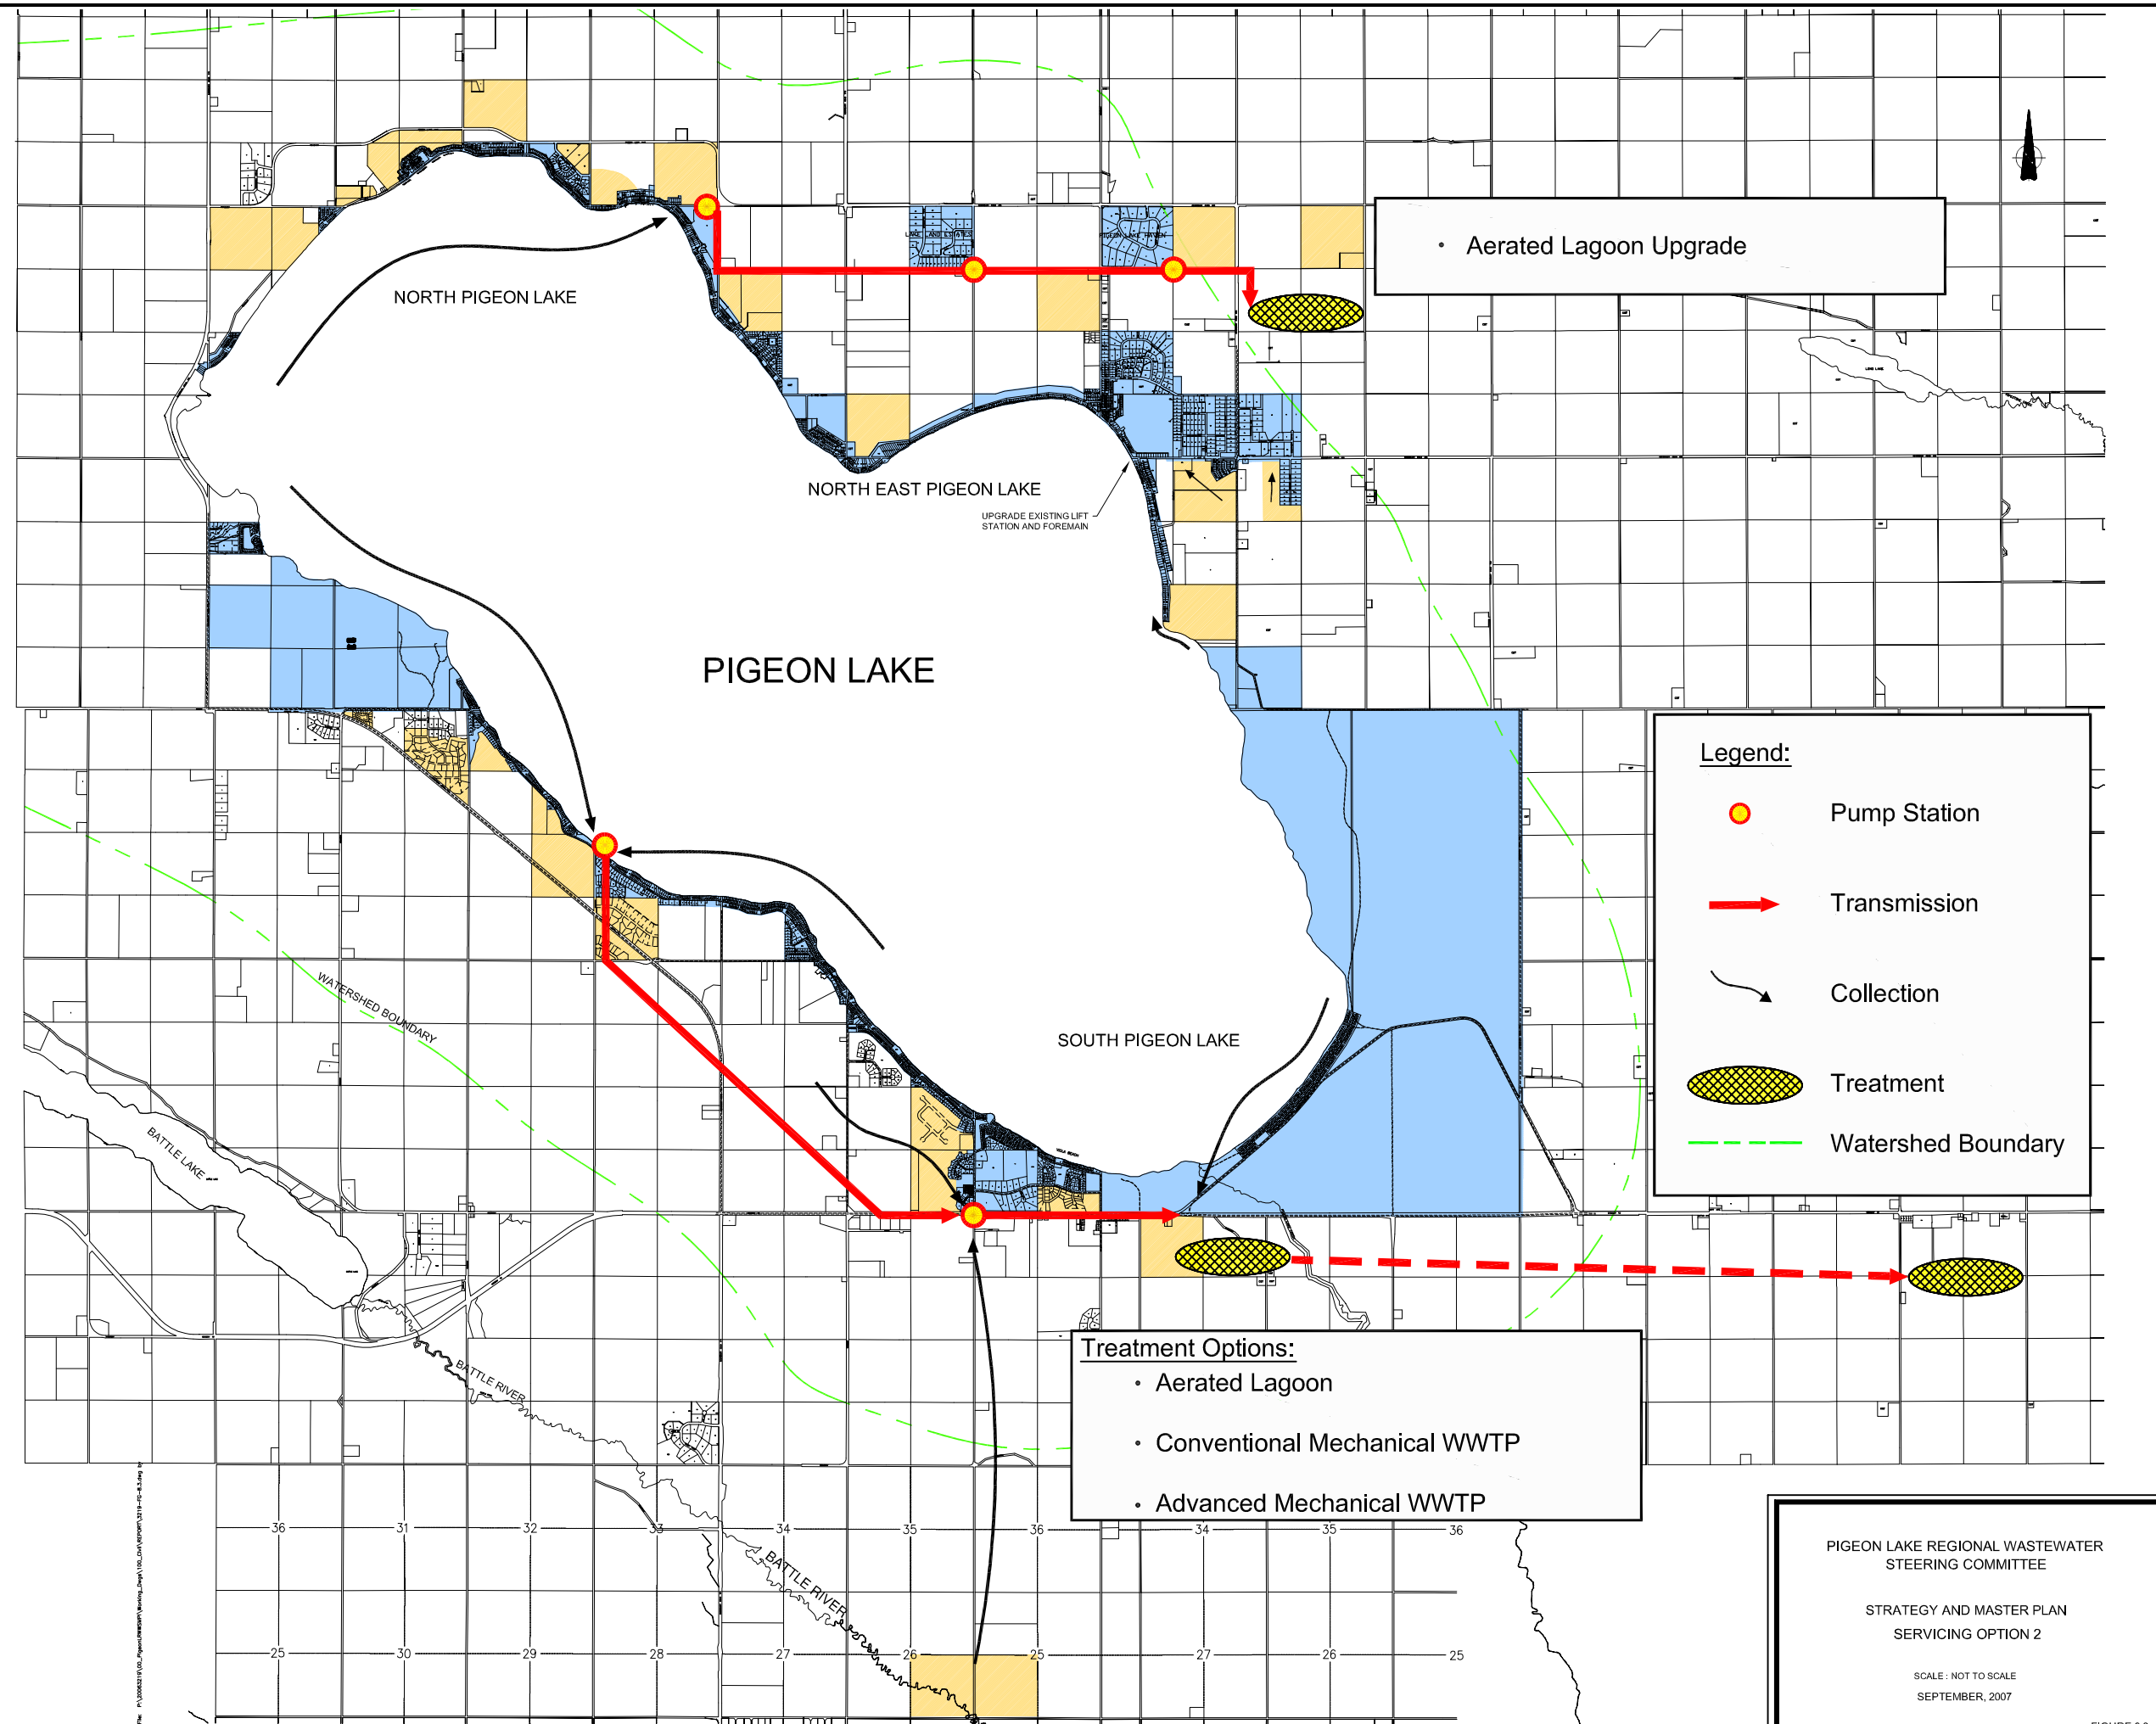 • Aerated Lagoon Upgrade
NORTH PIGEON LAKE
NORTH EAST PIGEON LAKE
UPGRADE EXISTING LIFT
STATION AND FOREMAIN
PIGEON LAKE
Legend:
Pump Station
Transmission
Collection
Treatment
Watershed Boundary
WATERSHED BOUNDARY
SOUTH PIGEON LAKE
BATTLE LAKE
BATTLE RIVER
Treatment Options:
• Aerated Lagoon
• Conventional Mechanical WWTP
• Advanced Mechanical WWTP
36 31 32 33 34 35 36 34 35 36
BATTLE RIVER
25 30 29 28 27 26 25 27 26 25
PIGEON LAKE REGIONAL WASTEWATER
STEERING COMMITTEE
STRATEGY AND MASTER PLAN
SERVICING OPTION 2
SCALE : NOT TO SCALE
SEPTEMBER, 2007